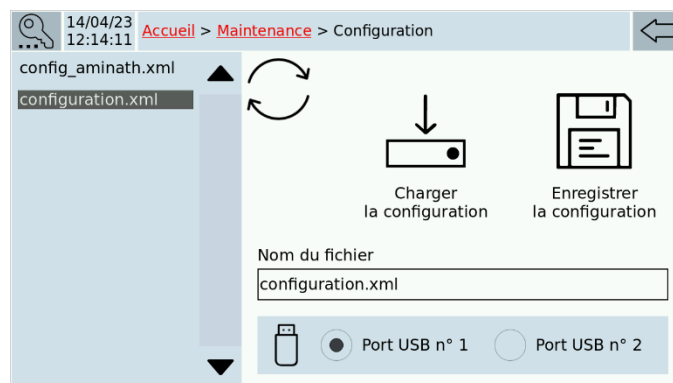 14/04/23
12:14:11
Accueil > Maintenance > Configuration
config_aminath.xml
configuration.xml
Charger
la configuration
Enregistrer
la configuration
Nom du fichier
configuration.xml
Port USB n° 1
Port USB n° 2